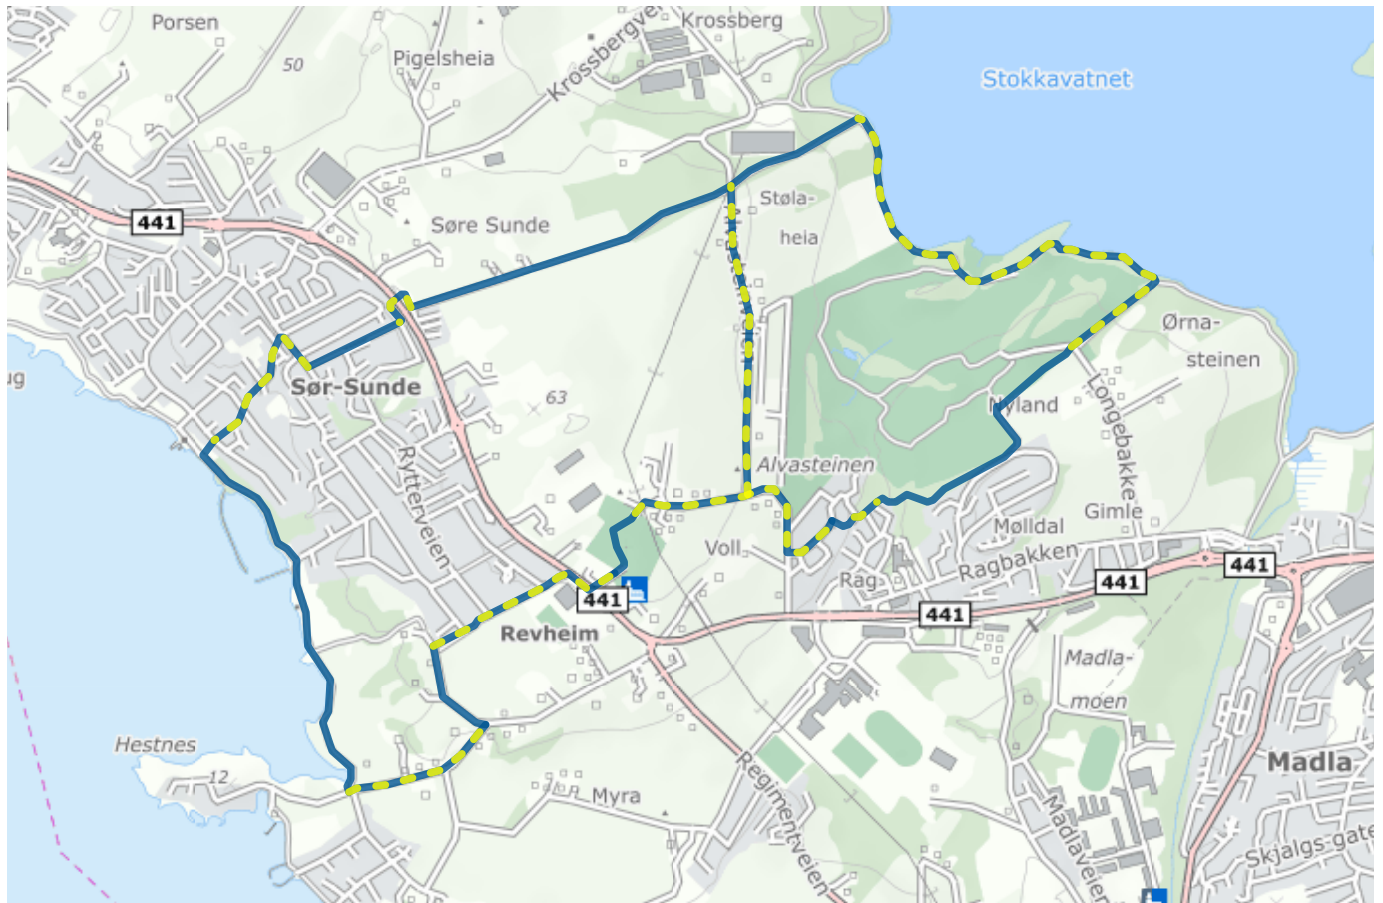 Porsen
Krossberg
50
Pigelsheia
Krossbergve
Stokkavatnet
441
Søre Sunde
Støla-
heia
Ørna-
steinen
ug
Sør-Sunde
63
Nyland
Longebakke
Rytterveien
Alvasteinen
Gimle
Mølldal
Voll
Ragbakken
Rag-
441
441
441
441
Revheim
Madla-
moen
Hestnes
12
Myra
Regimentveien
Madla
Madlaveien
Skjalgs-gate